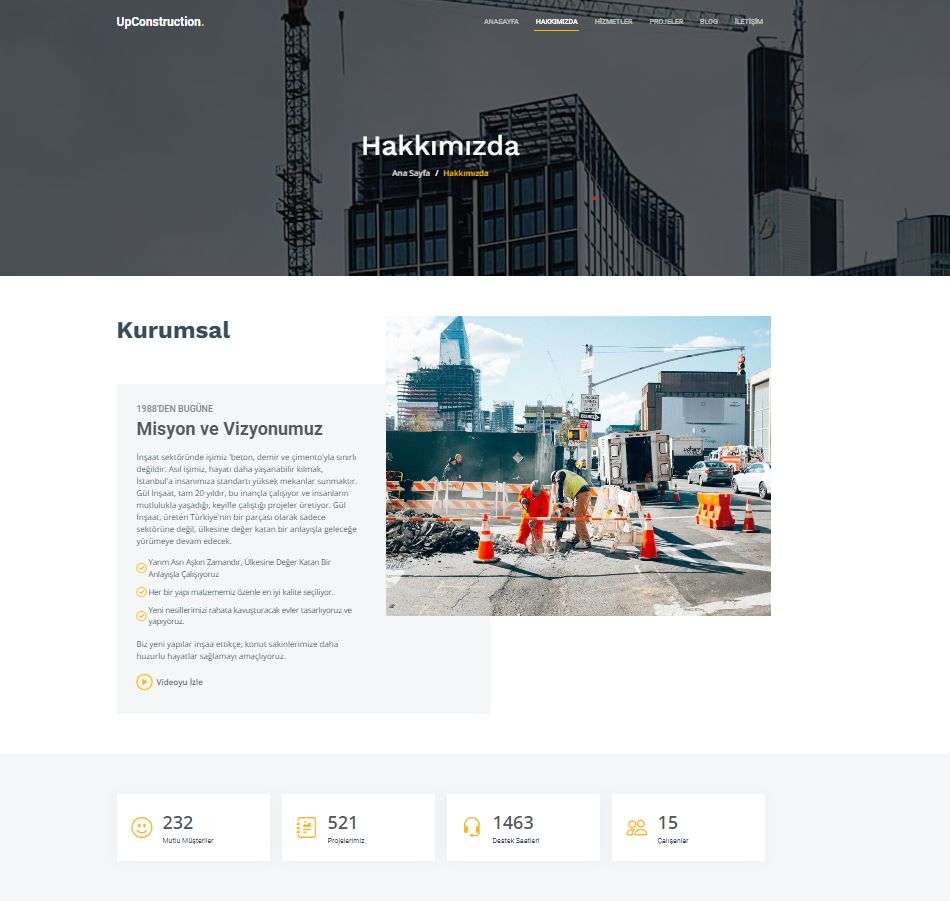 UpConstruction.
ANASAYFA HAKKIMIZDA HİZMETLER PROJELER BLOG İLETİŞİM
Hakkımızda
Ana Sayfa / Hakkımızda
Kurumsal
1988'DEN BUGÜNE
Misyon ve Vizyonumuz
İnşaat sektöründe işimiz 'beton, demir ve çimento'yla sınırlı
değildir. Asıl işimiz, hayatı daha yaşanabilir kılmak,
İstanbul'a insanımıza standartı yüksek mekanlar sunmaktır.
Gül İnşaat, tam 20 yıldır, bu inançla çalışıyor ve insanların
mutlulukla yaşadığı, keyifle çalıştığı projeler üretiyor. Gül
İnşaat, üreten Türkiye'nin bir parçası olarak sadece
sektörüne değil, ülkesine değer katan bir anlayışla geleceğe
yürümeye devam edecek.
Yarım Asrı Aşkın Zamandır, Ülkesine Değer Katan Bir
Anlayışla Çalışıyoruz
Her bir yapı malzememiz özenle en iyi kalite seçiliyor.
Yeni nesillerimizi rahata kavuşturacak evler tasarlıyoruz ve
yapıyoruz.
Biz yeni yapılar inşaa ettikçe, konut sakinlerimize daha
huzurlu hayatlar sağlamayı amaçlıyoruz.
Videoyu İzle
232
Mutlu Müşteriler
521
Projelerimiz
1463
Destek Saatleri
15
Çalışanlar